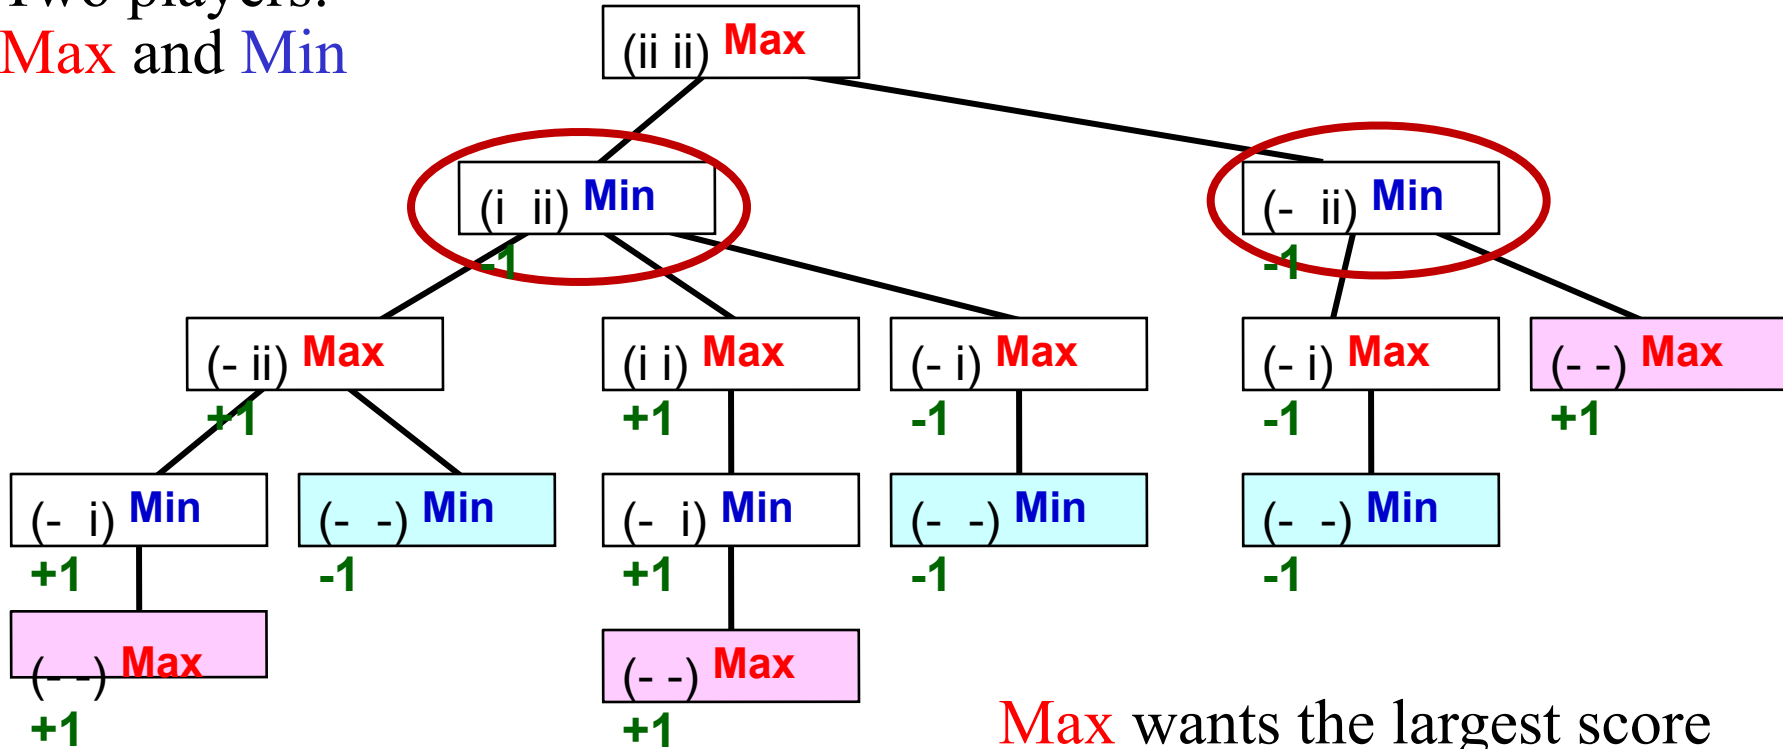 Two players:
Max and Min
(ii ii) Max
(i ii) Min
-1
(- ii) Min
-1
(- ii) Max
+1
(i i) Max
+1
(- i) Max
-1
(- i) Max
-1
(- -) Max
+1
(- i) Min
+1
(- -) Min
-1
(- i) Min
+1
(- -) Min
-1
(- -) Min
-1
(- -) Max
+1
(- -) Max
+1
Max wants the largest score